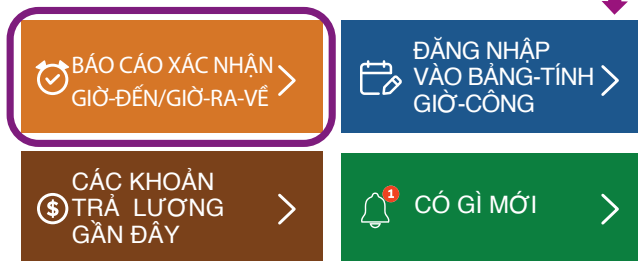 BÁO CÁO XÁC NHẬN
GIỜ-ĐẾN/GIỜ-RA-VỀ
ĐĂNG NHẬP
VÀO BẢNG-TÍNH
GIỜ-CÔNG
CÁC KHOẢN
TRẢ LƯƠNG
GẦN ĐÂY
1
CÓ GÌ MỚI